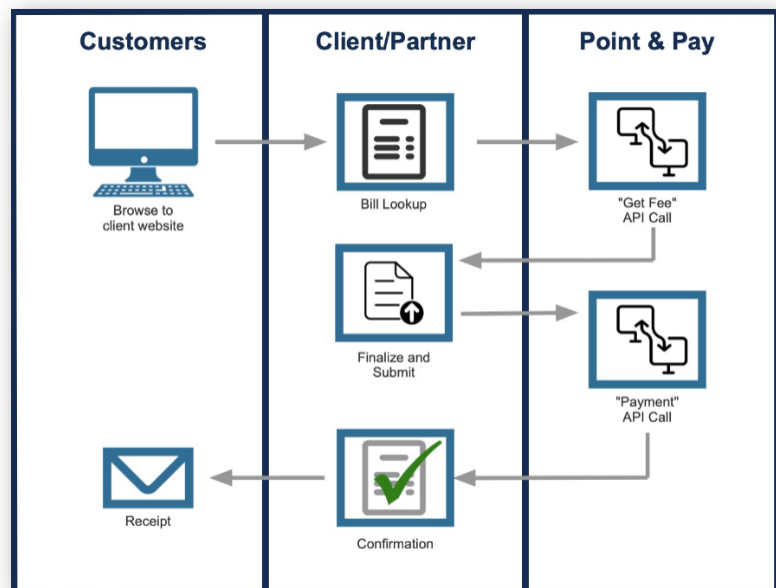 Customers
Client/Partner
Point & Pay
Browse to
client website
Bill Lookup
"Get Fee"
API Call
Finalize and
Submit
"Payment"
API Call
Receipt
Confirmation